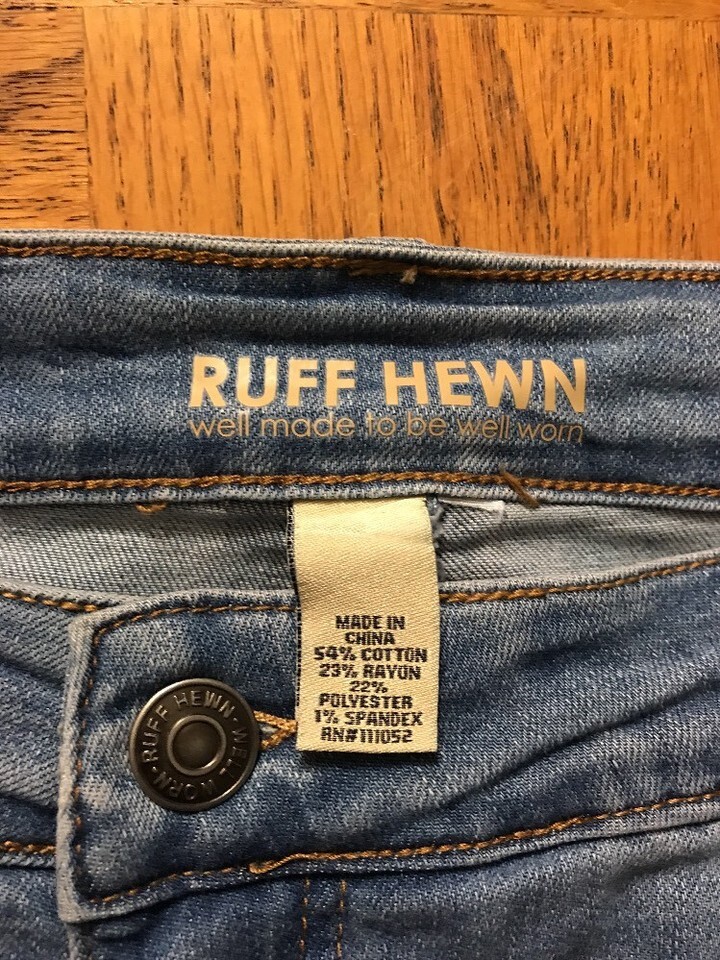 RUFF HEWN
well made to be well worn
MADE IN
CHINA
54% COTTON
23% RAYON
22%
POLYESTER
1% SPANDEX
RN#111052
RUFF HEWN · WELL WORN ·